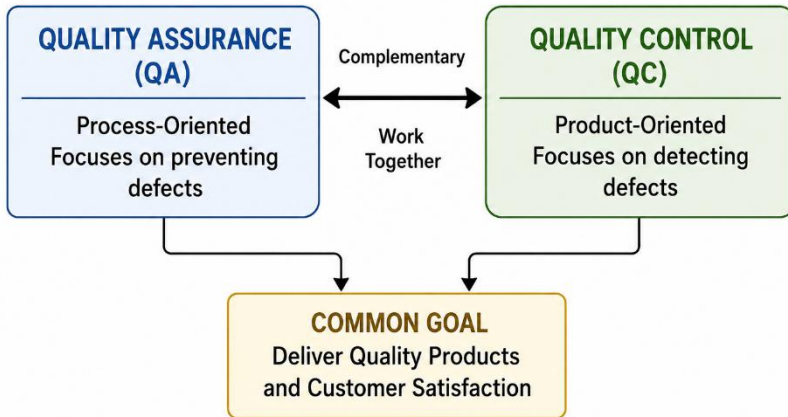 QUALITY ASSURANCE
(QA)
Process-Oriented
Focuses on preventing
defects
Complementary
Work
Together
QUALITY CONTROL
(QC)
Product-Oriented
Focuses on detecting
defects
COMMON GOAL
Deliver Quality Products
and Customer Satisfaction